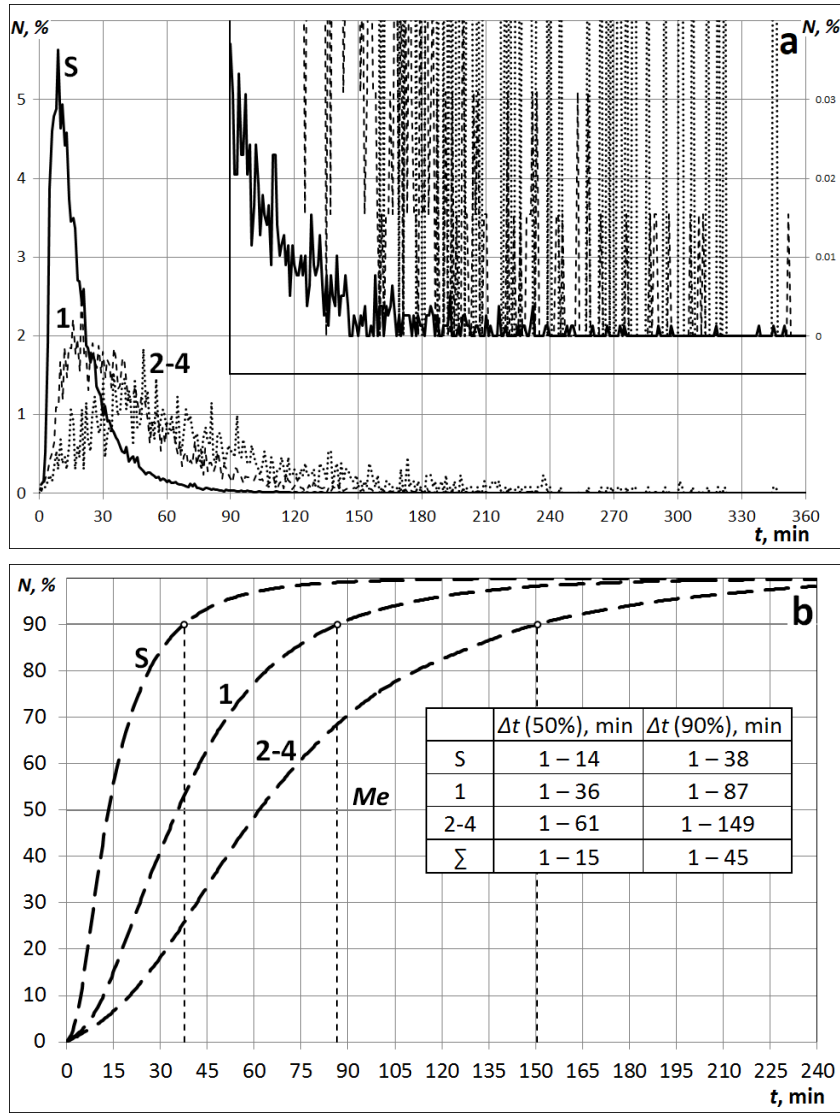 N, % a N, %
S
5 0.03
4 0.02
3 0.01
1
2 2-4 0
1
0
0 30 60 90 120 150 180 210 240 270 300 330 360
t, min
N, % b
90
S
80
1
70
2-4
60
50 Me
40
30
20
10
0
0 15 30 45 60 75 90 105 120 135 150 165 180 195 210 225 240
t, min
Δt (50%), min Δt (90%), min
S 1 – 14 1 – 38
1 1 – 36 1 – 87
2-4 1 – 61 1 – 149
∑ 1 – 15 1 – 45